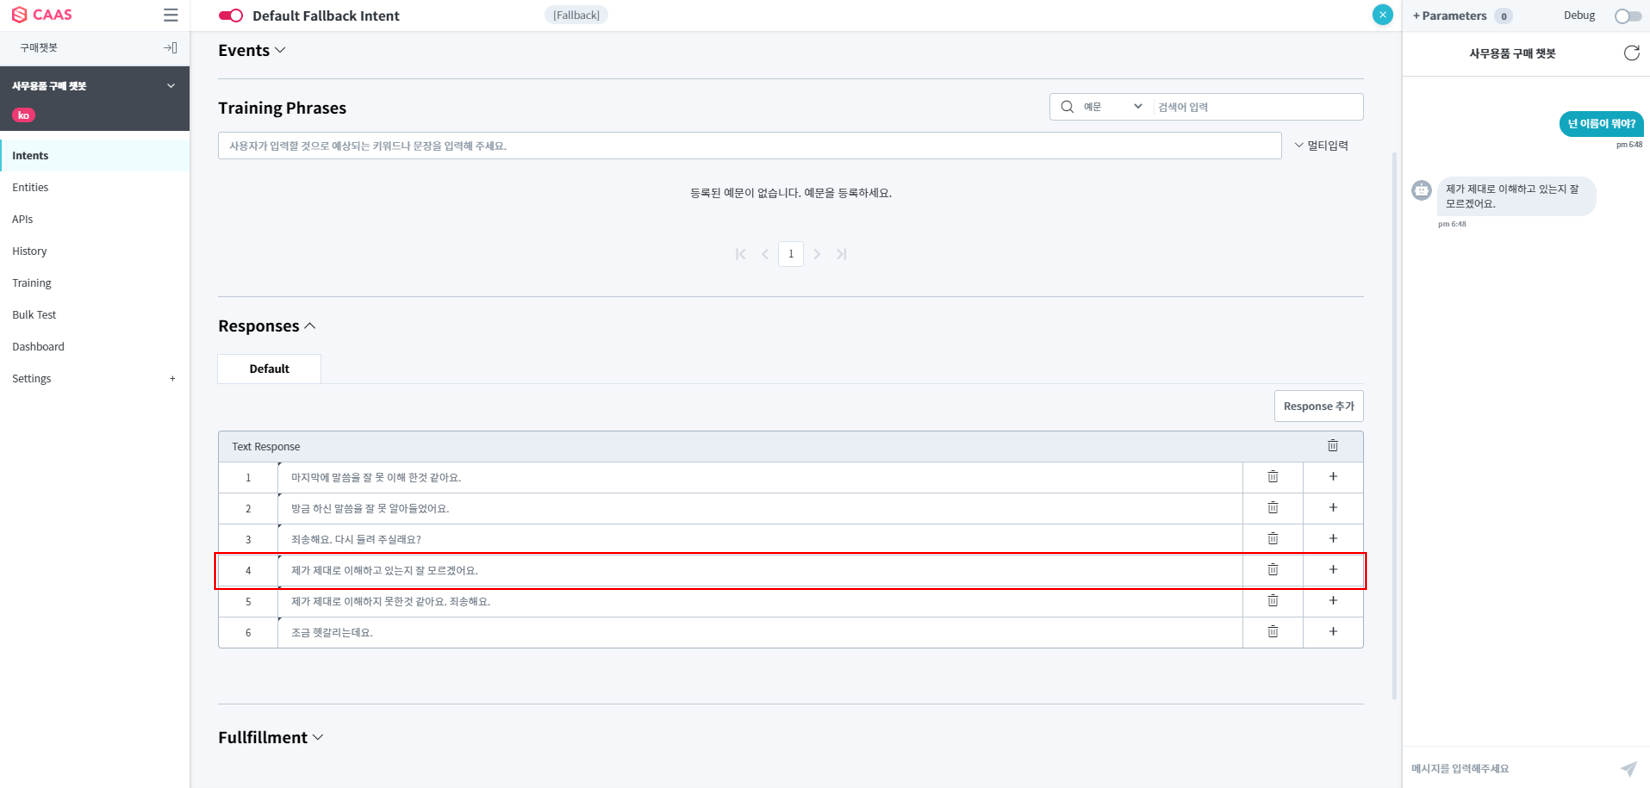 CAAS
구매챗봇
사무용품 구매 챗봇
ko
Intents
Entities
APIs
History
Training
Bulk Test
Dashboard
Settings +
Default Fallback Intent [Fallback]
Events
Training Phrases
예문 검색어 입력
사용자가 입력할 것으로 예상되는 키워드나 문장을 입력해 주세요.
멀티입력
등록된 예문이 없습니다. 예문을 등록하세요.
1
Responses
Default
Response 추가
Text Response
1 마지막에 말씀을 잘 못 이해 한것 같아요. +
2 방금 하신 말씀을 잘 못 알아들었어요. +
3 죄송해요. 다시 들려 주실래요? +
4 제가 제대로 이해하고 있는지 잘 모르겠어요. +
5 제가 제대로 이해하지 못한것 같아요. 죄송해요. +
6 조금 헷갈리는데요. +
Fullfillment
+ Parameters 0 Debug
사무용품 구매 챗봇
넌 이름이 뭐야?
pm 6:48
제가 제대로 이해하고 있는지 잘
모르겠어요.
pm 6:48
메시지를 입력해주세요